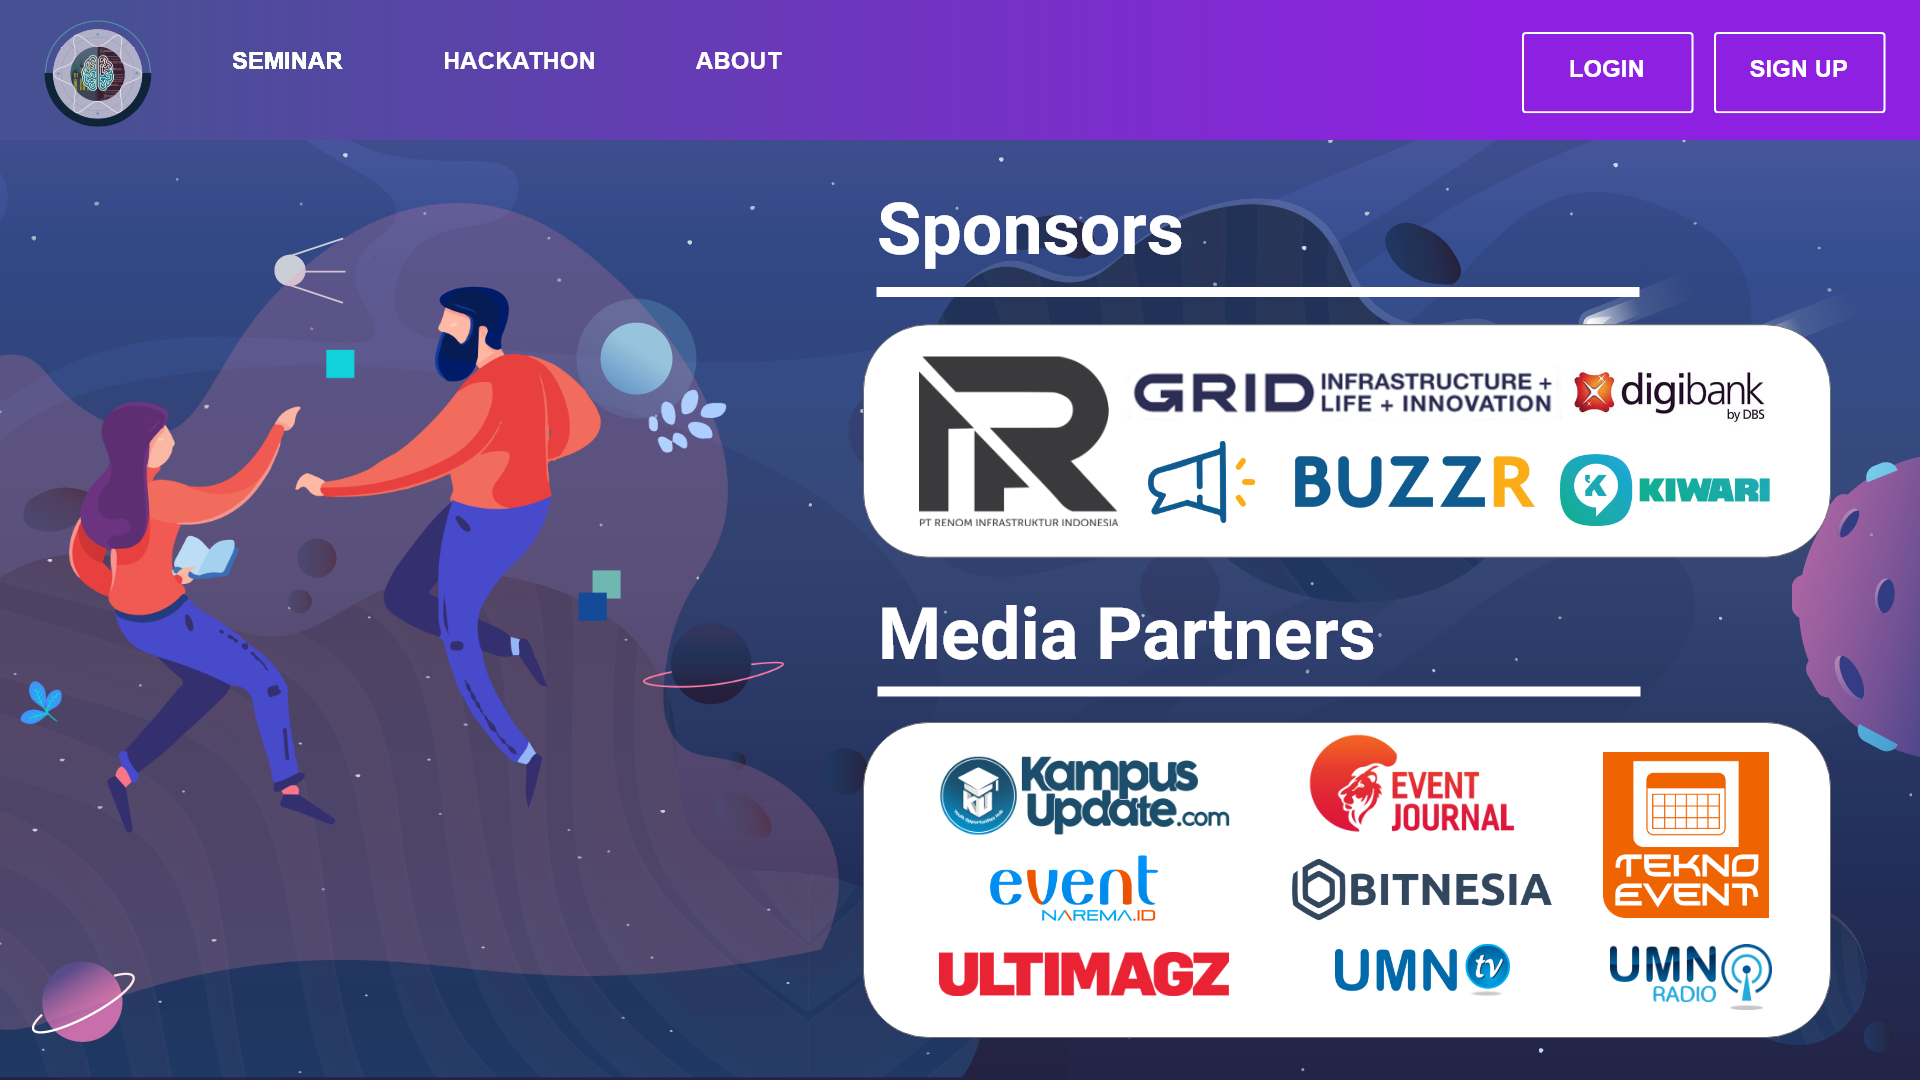 SEMINAR
HACKATHON
ABOUT
LOGIN
SIGN UP
Sponsors
PT RENOM INFRASTRUKTUR INDONESIA
GRID INFRASTRUCTURE +
LIFE + INNOVATION
digibank
by DBS
BUZZR
KIWARI
Media Partners
KU
Kampus
Update.com
EVENT
JOURNAL
TEKNO
EVENT
event
NAREMA.ID
BITNESIA
ULTIMAGZ
UMN tv
UMN
RADIO